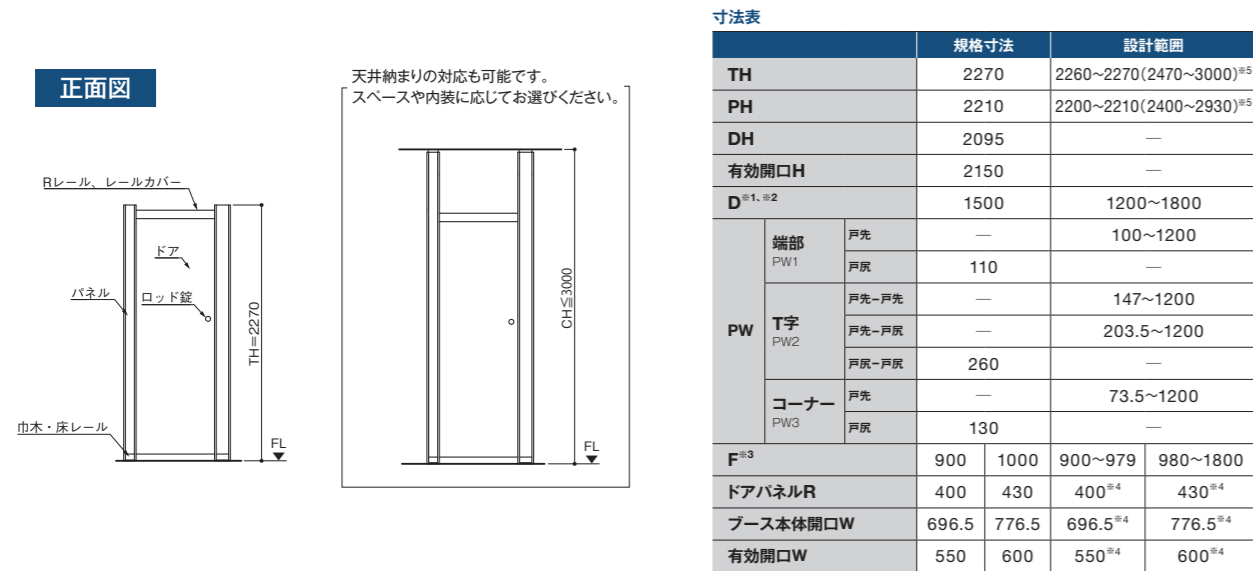 正面図
天井納まりの対応も可能です。
スペースや内装に応じてお選びください。
Rレール、レールカバー
ドア
パネル
ロッド錠
TH=2270
巾木・床レール
FL
CH≦3000
FL
寸法表
規格寸法 設計範囲
TH 2270 2260~2270(2470~3000)※5
PH 2210 2200~2210(2400~2930)※5
DH 2095 —
有効開口H 2150 —
D※1、※2 1500 1200~1800
PW 端部 PW1 戸先 — 100~1200
戸尻 110 —
T字 PW2 戸先−戸先 — 147~1200
戸先−戸尻 — 203.5~1200
戸尻−戸尻 260 —
コーナー PW3 戸先 — 73.5~1200
戸尻 130 —
F※3 900 1000 900~979 980~1800
ドアパネルR 400 430 400※4 430※4
ブース本体開口W 696.5 776.5 696.5※4 776.5※4
有効開口W 550 600 550※4 600※4